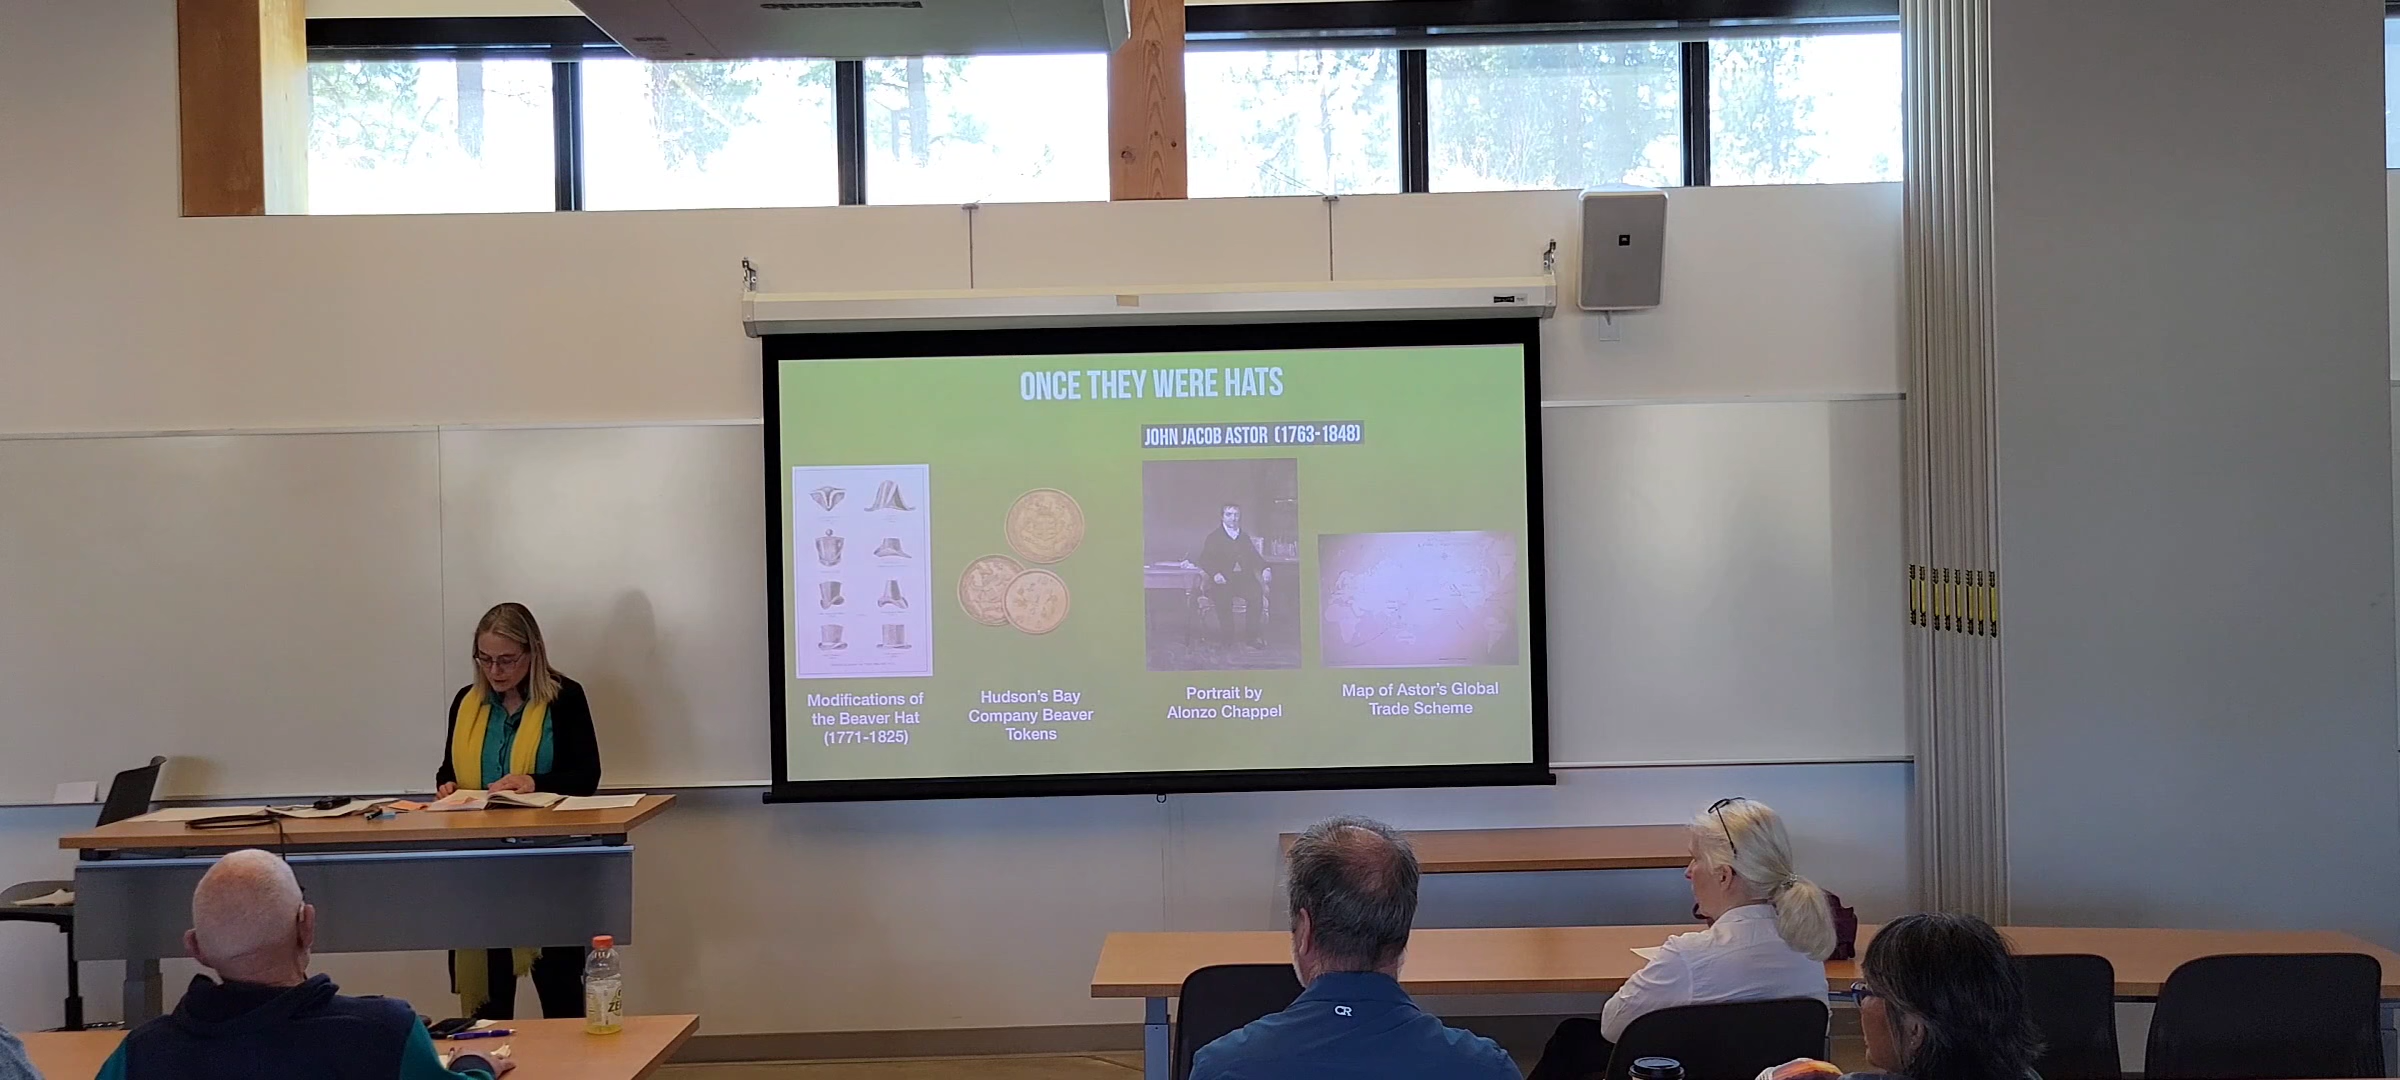 Panasonic
ONCE THEY WERE HATS
JOHN JACOB ASTOR (1763-1848)
Modifications of
the Beaver Hat
(1771-1825)
Hudson's Bay
Company Beaver
Tokens
Portrait by
Alonzo Chappel
Map of Astor's Global
Trade Scheme